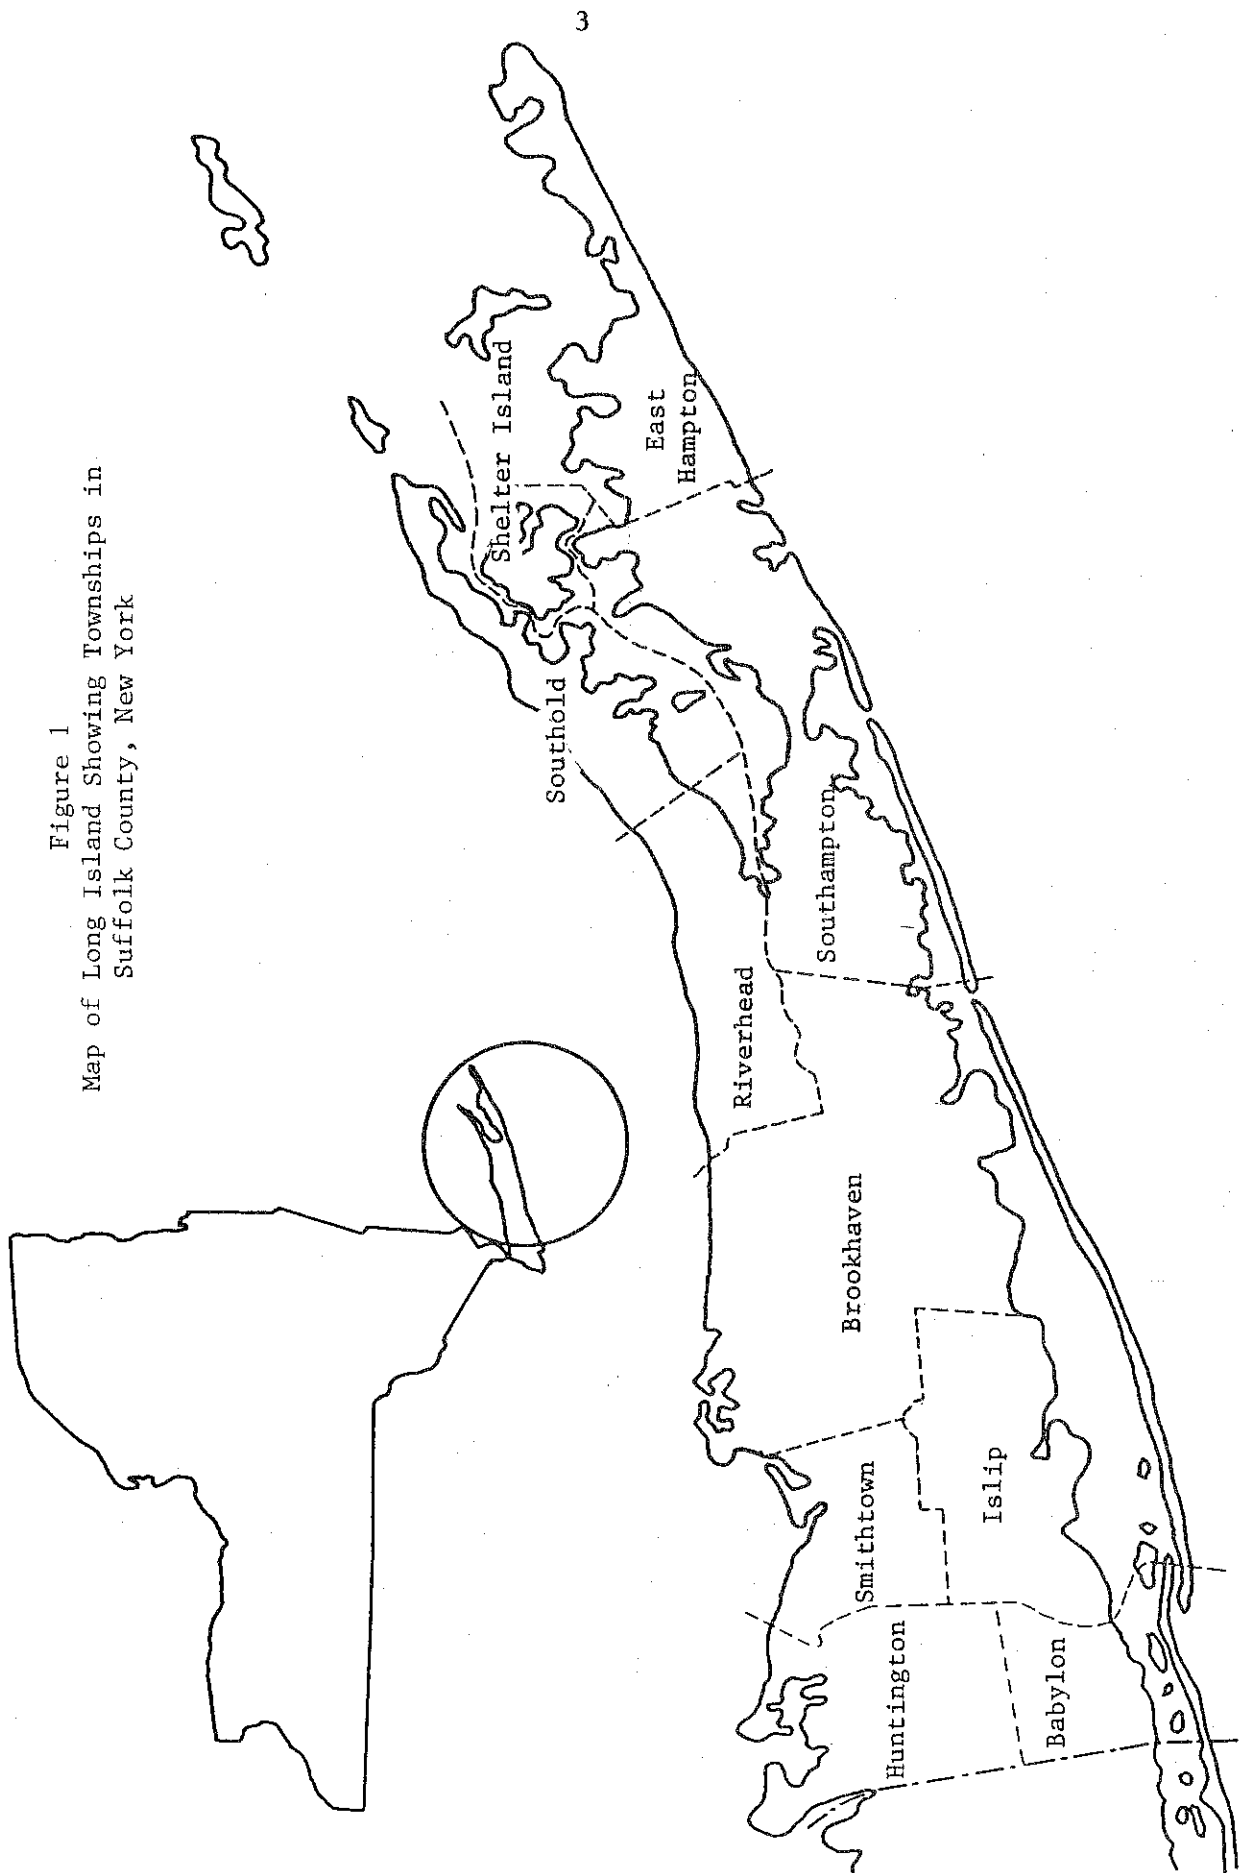 3
Figure 1
Map of Long Island Showing Townships in
Suffolk County, New York
Shelter Island
East
Hampton
Southold
Southampton
Riverhead
Brookhaven
Smithtown
Islip
Huntington
Babylon